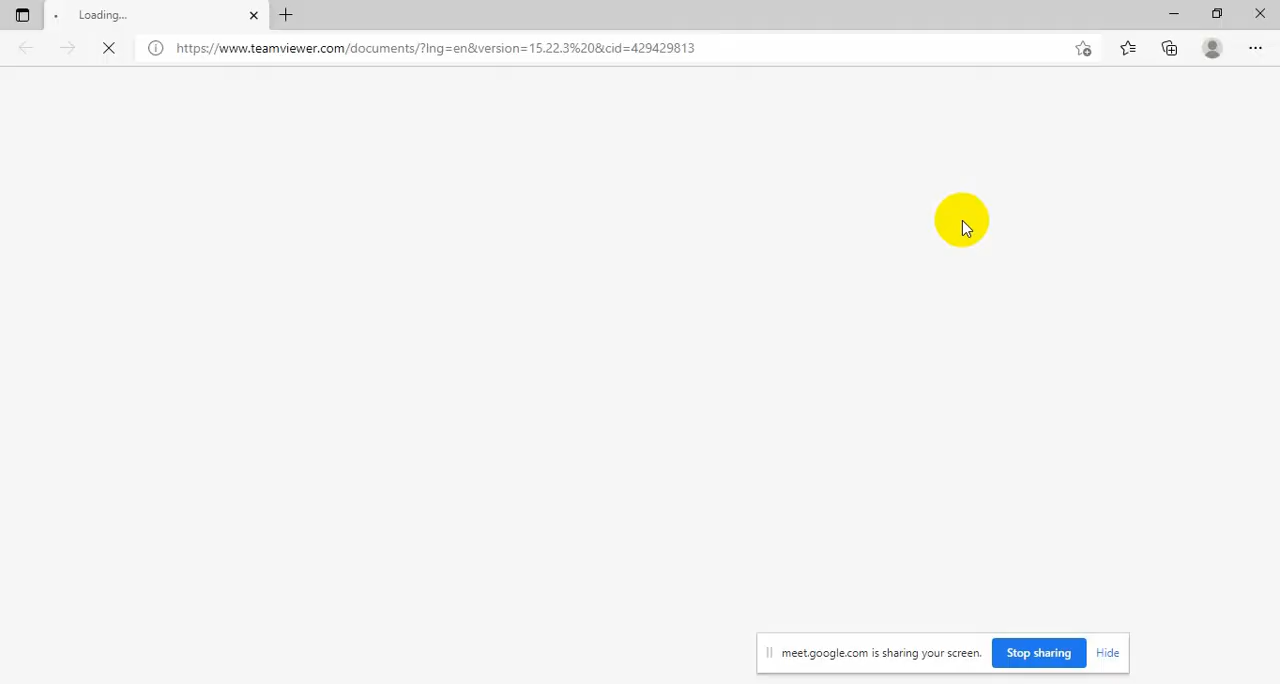 Loading...
https://www.teamviewer.com/documents/?lng=en&version=15.22.3%20&cid=429429813
meet.google.com is sharing your screen.
Stop sharing
Hide